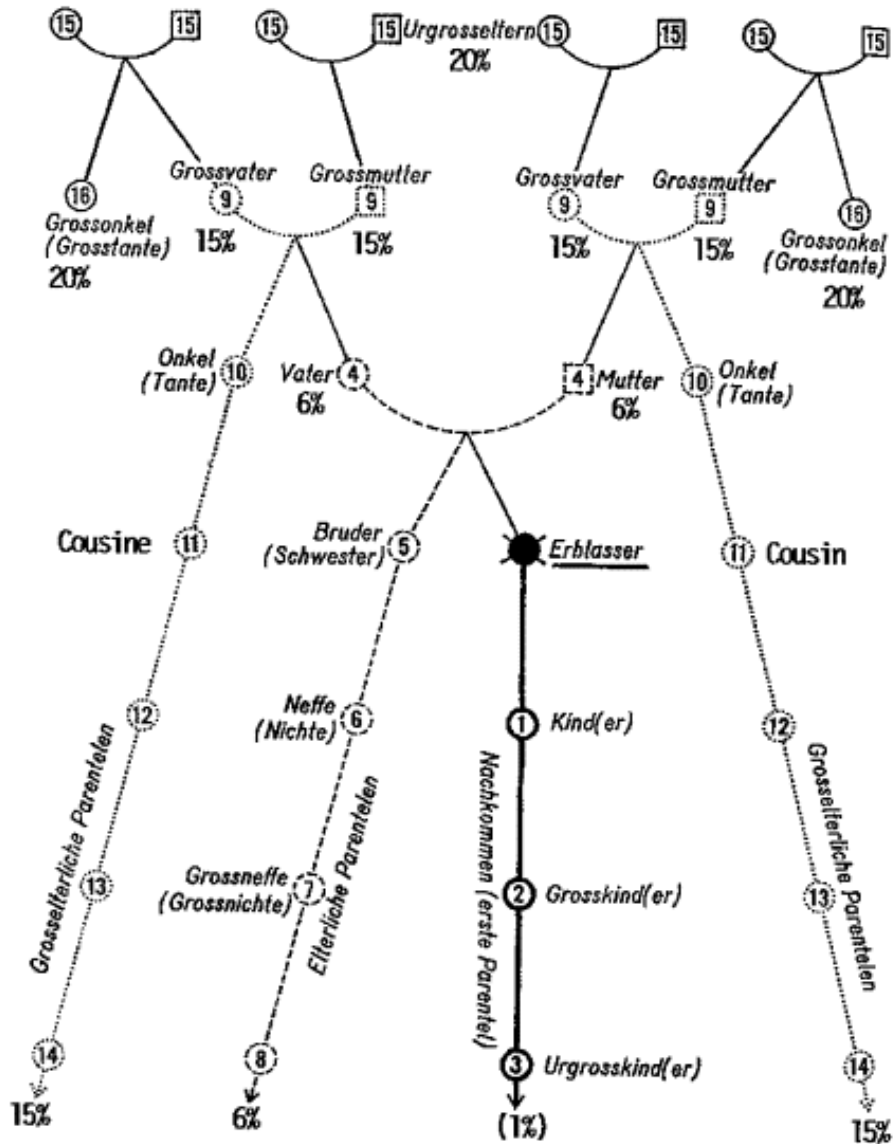 15 15 15 15 Urgrosseltern 15 15 15 15
20%
Grossvater Grossmutter Grossvater Grossmutter
16 9 9 9 9 16
Grossonkel
(Grosstante)
20%
15% 15% 15% 15%
Grossonkel
(Grosstante)
20%
Onkel
(Tante)
10 Vater 4 4 Mutter 10 Onkel
(Tante)
6% 6%
Cousine 11 Bruder
(Schwester)
5 Erblasser 11 Cousin
12 Neffe
(Nichte)
6 1 Kind(er) 12
Grosselterliche Parentelen
Elterliche Parentelen
Nachkommen (erste Parentel)
Grosselterliche Parentelen
13 Grossneffe
(Grossnichte)
7 2 Grosskind(er) 13
14 8 3 Urgrosskind(er) 14
15% 6% (1%) 15%